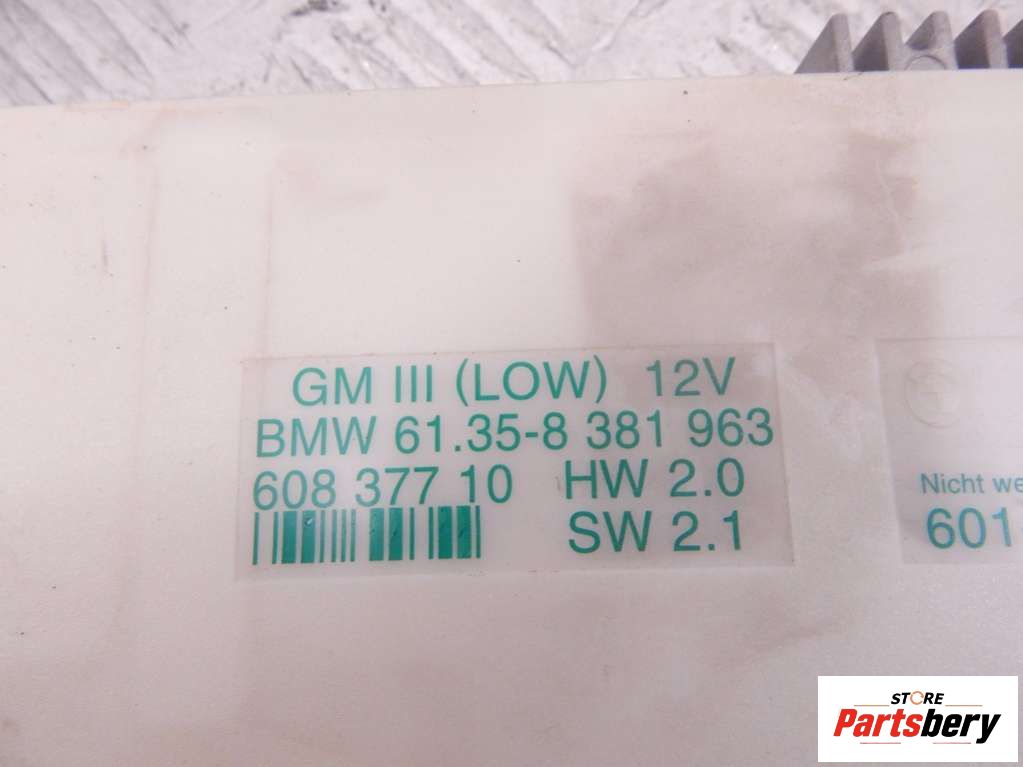 GM III (LOW) 12V
BMW 61.35-8 381 963
608 377 10 HW 2.0
SW 2.1
Nicht we
601
STORE
Partsbery